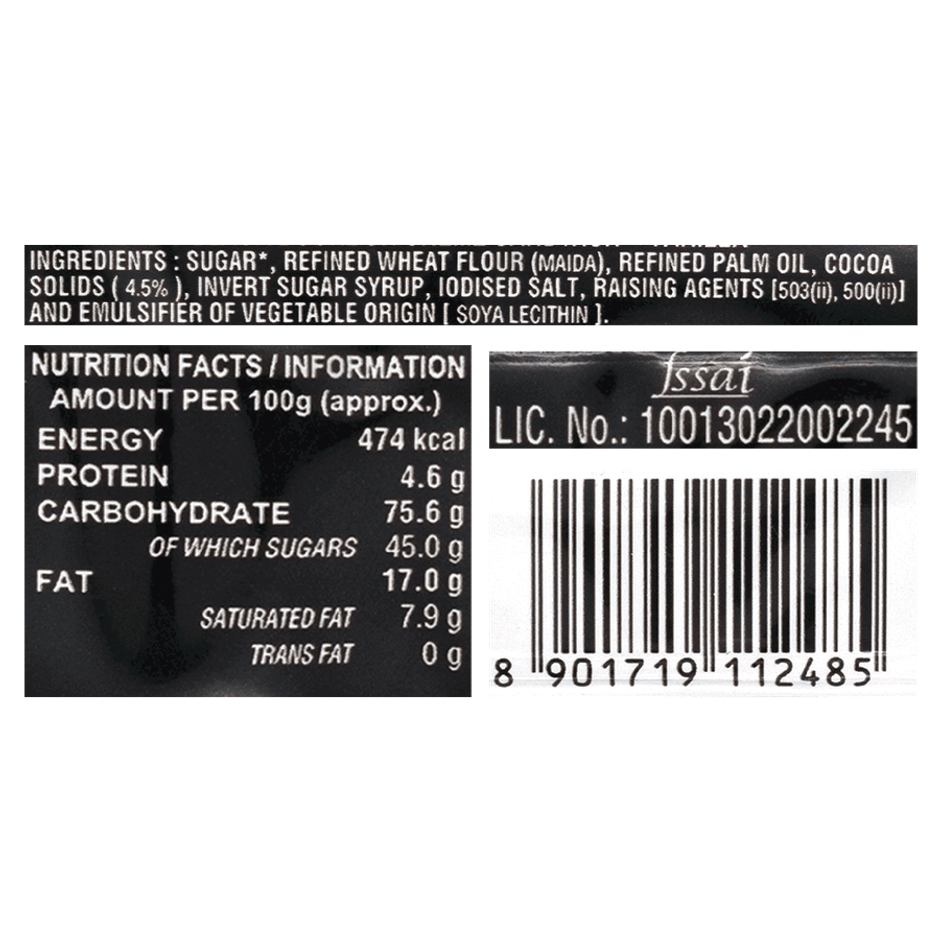 INGREDIENTS : SUGAR*, REFINED WHEAT FLOUR (MAIDA), REFINED PALM OIL, COCOA
SOLIDS ( 4.5% ), INVERT SUGAR SYRUP, IODISED SALT, RAISING AGENTS [503(ii), 500(ii)]
AND EMULSIFIER OF VEGETABLE ORIGIN [ SOYA LECITHIN ].
NUTRITION FACTS / INFORMATION
AMOUNT PER 100g (approx.)
ENERGY 474 kcal
PROTEIN 4.6 g
CARBOHYDRATE 75.6 g
OF WHICH SUGARS 45.0 g
FAT 17.0 g
SATURATED FAT 7.9 g
TRANS FAT 0 g
fssai
LIC. No.: 10013022002245
8 901719 112485